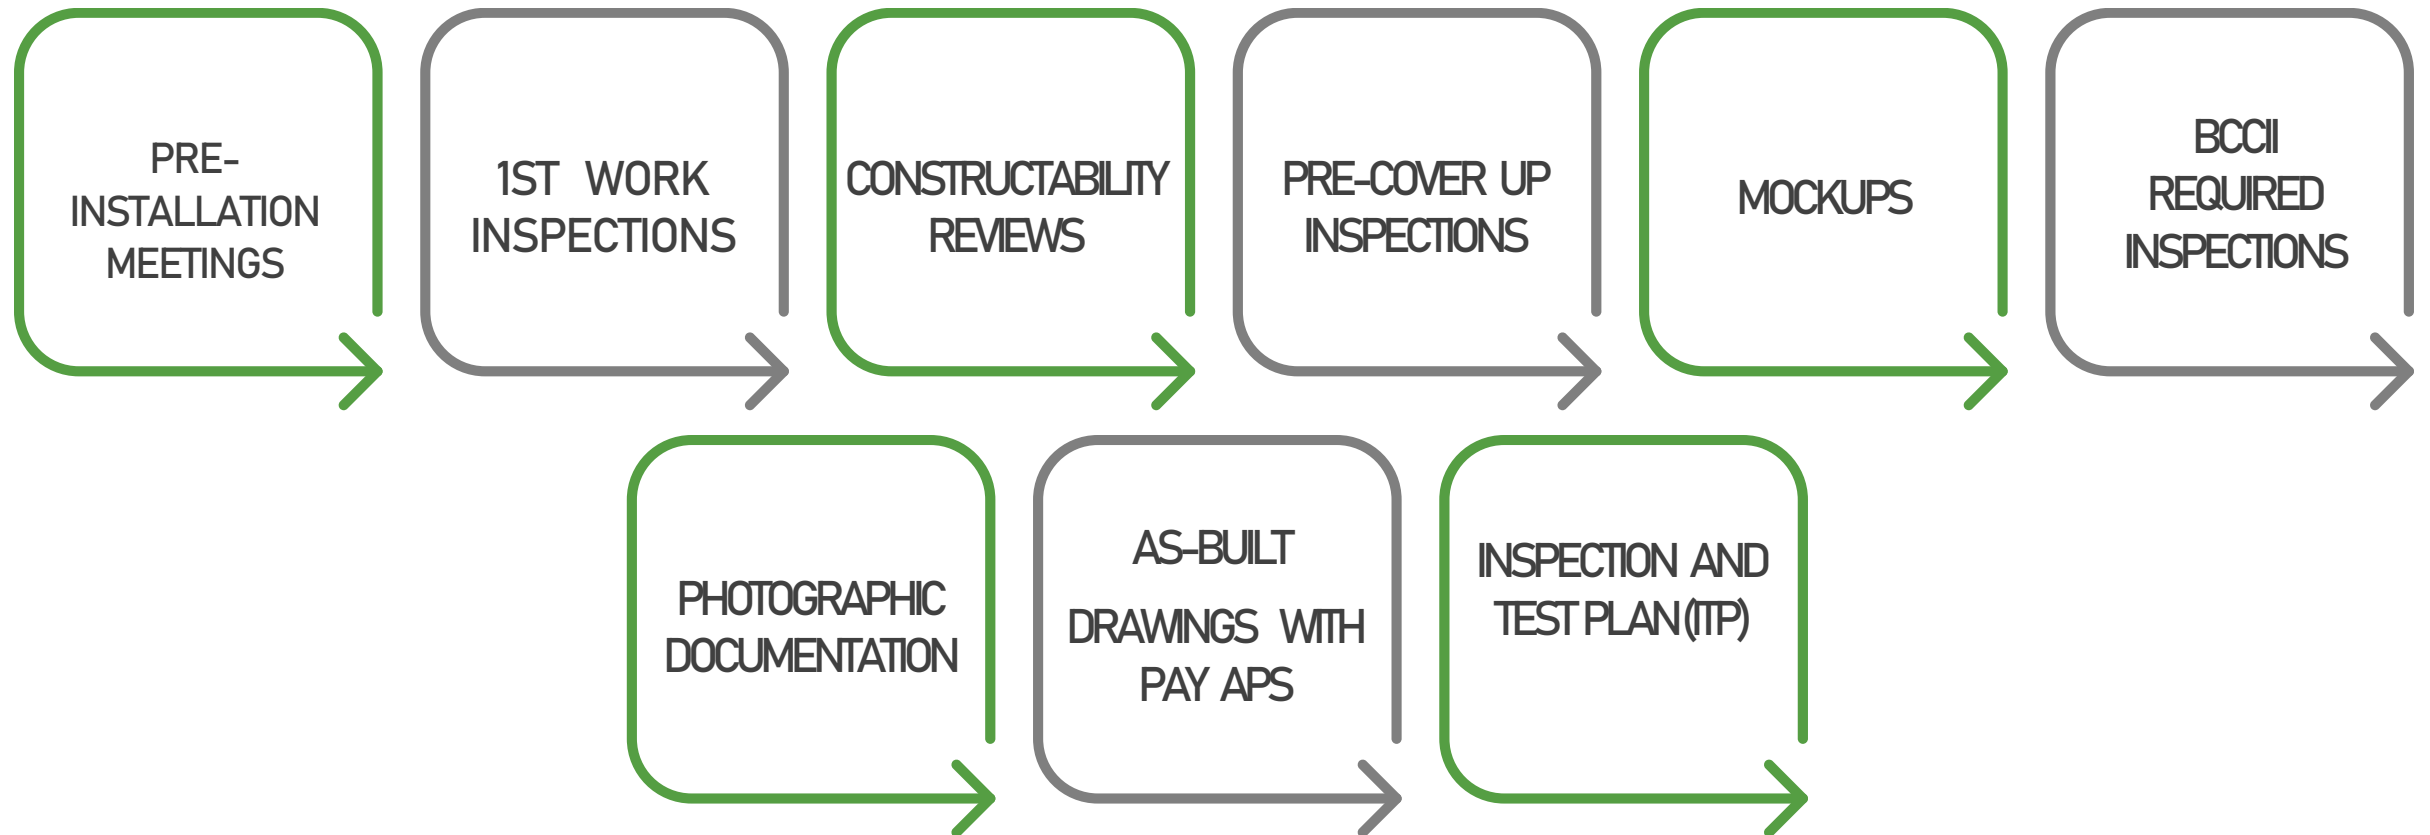 PRE-
INSTALLATION
MEETINGS
1ST WORK
INSPECTIONS
CONSTRUCTABILITY
REVIEWS
PRE-COVER UP
INSPECTIONS
MOCKUPS
BCCII
REQUIRED
INSPECTIONS
PHOTOGRAPHIC
DOCUMENTATION
AS-BUILT
DRAWINGS WITH
PAY APS
INSPECTION AND
TEST PLAN (ITP)